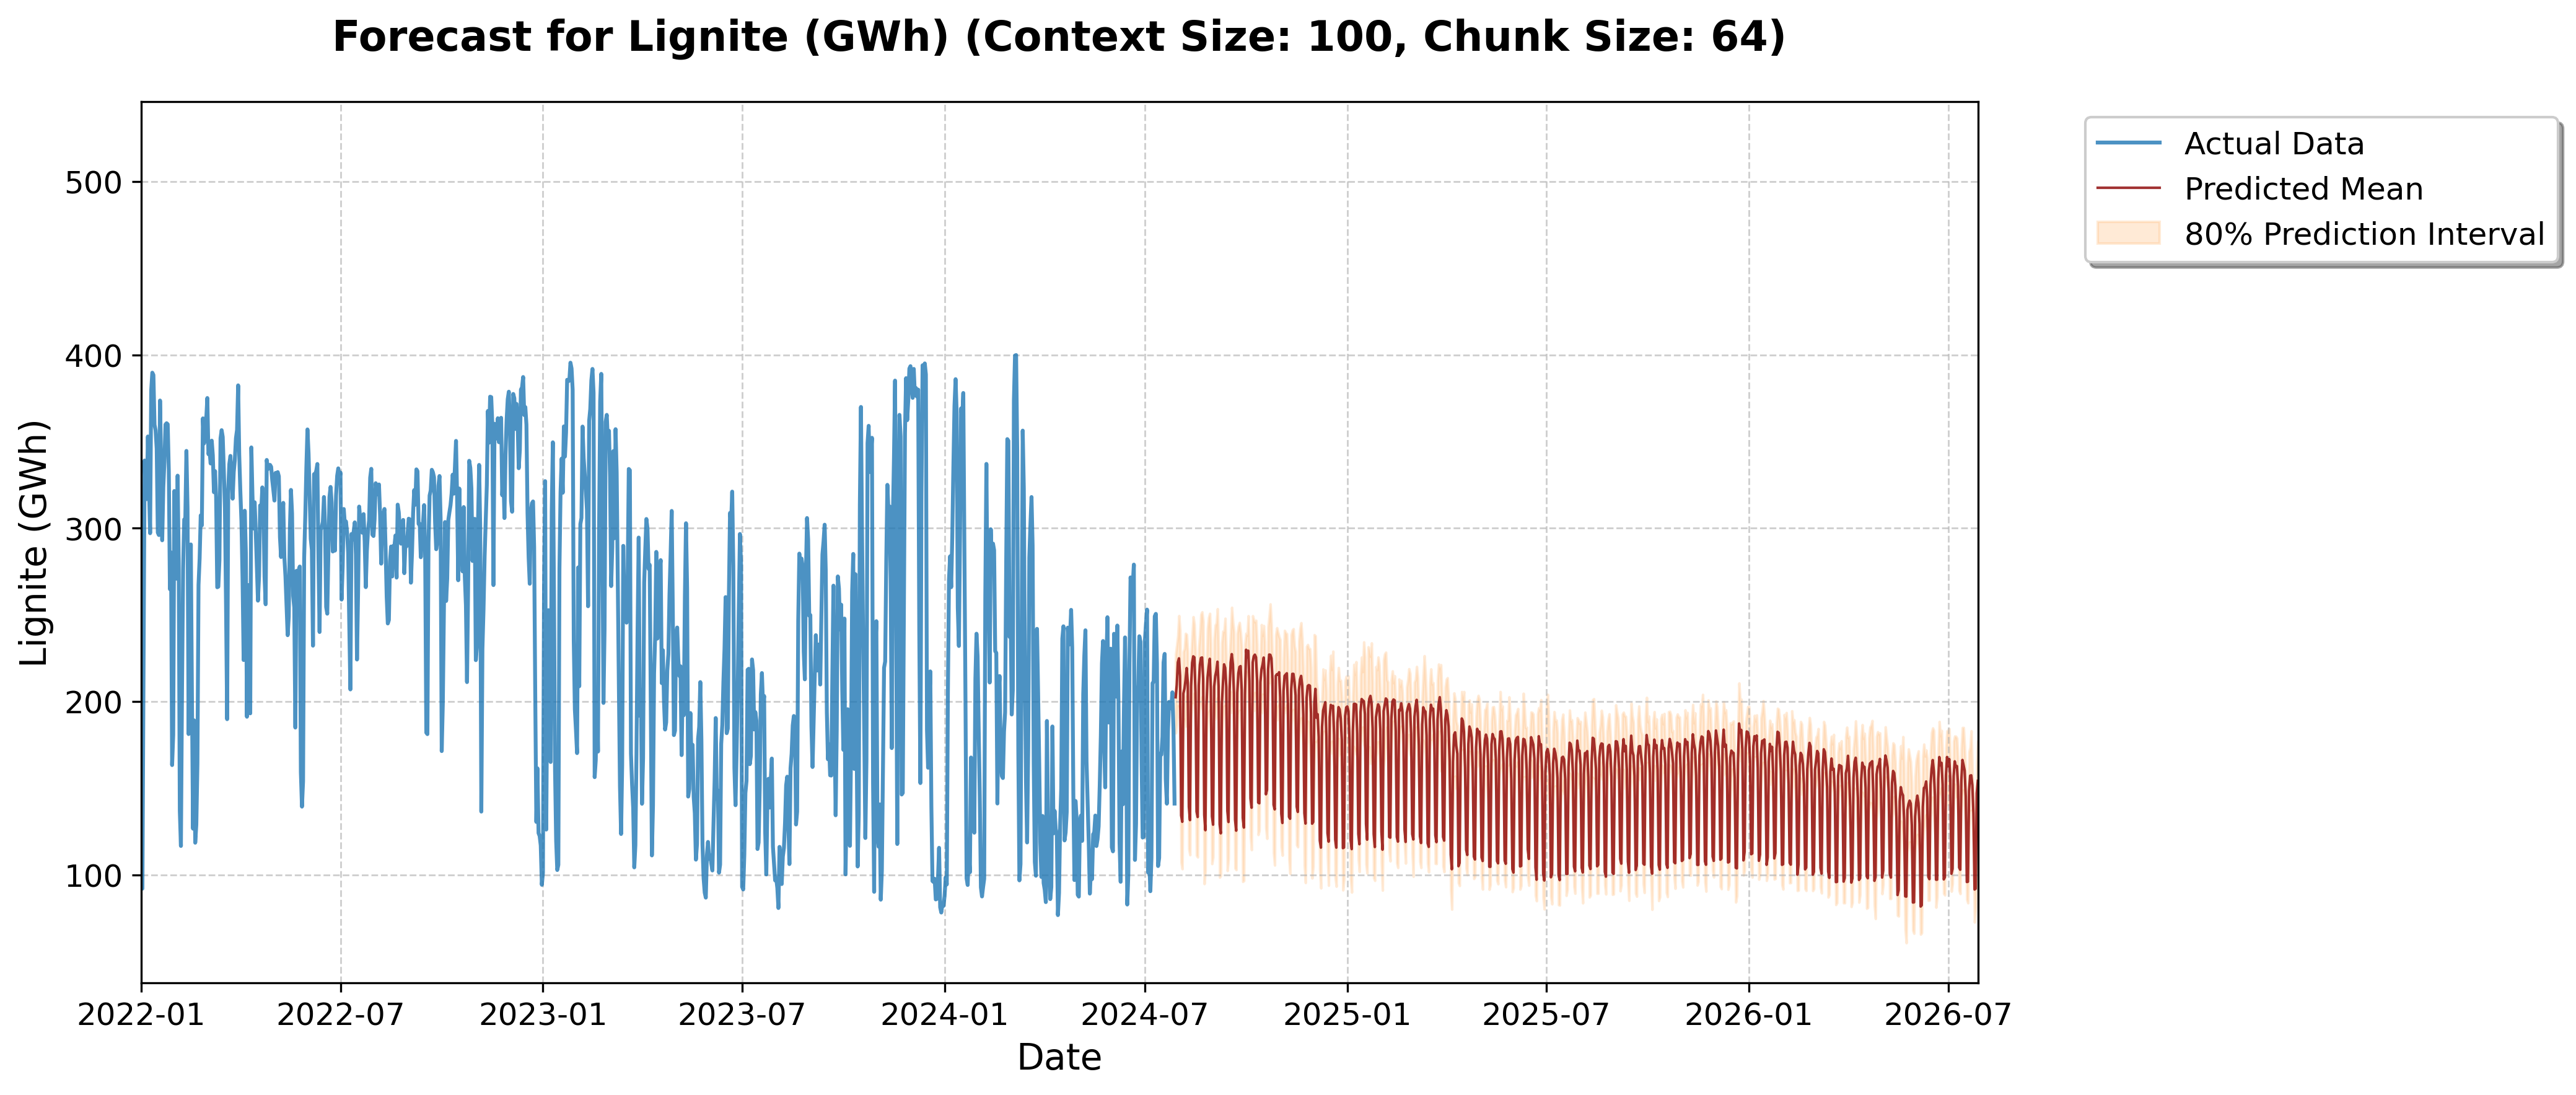 Forecast for Lignite (GWh) (Context Size: 100, Chunk Size: 64)
Actual Data
Predicted Mean
80% Prediction Interval
Lignite (GWh)
500
400
300
200
100
2022-01 2022-07 2023-01 2023-07 2024-01 2024-07 2025-01 2025-07 2026-01 2026-07
Date